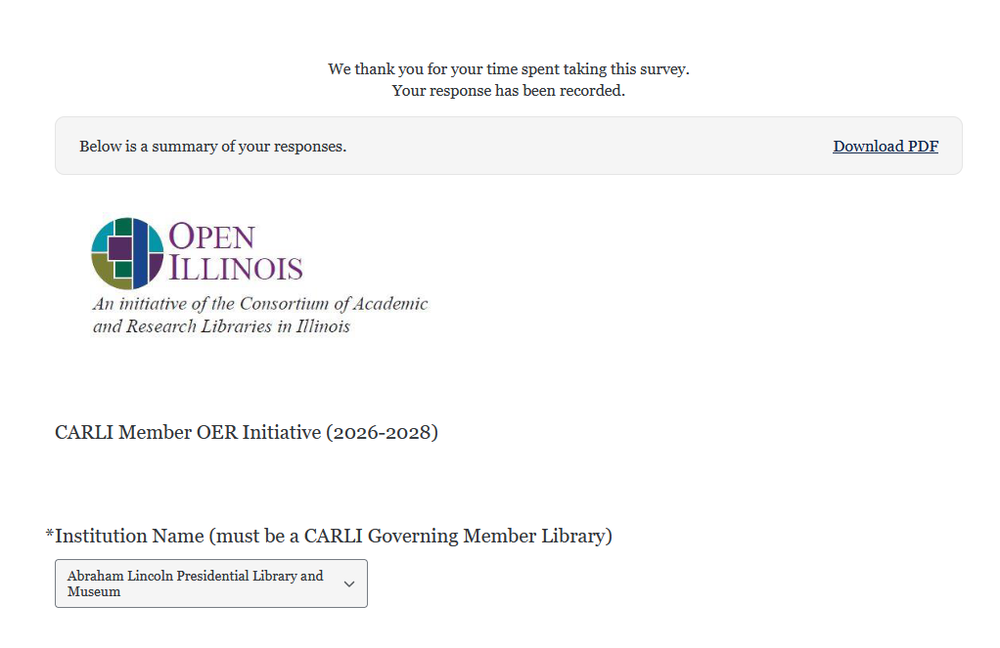 We thank you for your time spent taking this survey.
Your response has been recorded.
Below is a summary of your responses.
Download PDF
OPEN
ILLINOIS
An initiative of the Consortium of Academic
and Research Libraries in Illinois
CARLI Member OER Initiative (2026-2028)
*Institution Name (must be a CARLI Governing Member Library)
Abraham Lincoln Presidential Library and
Museum